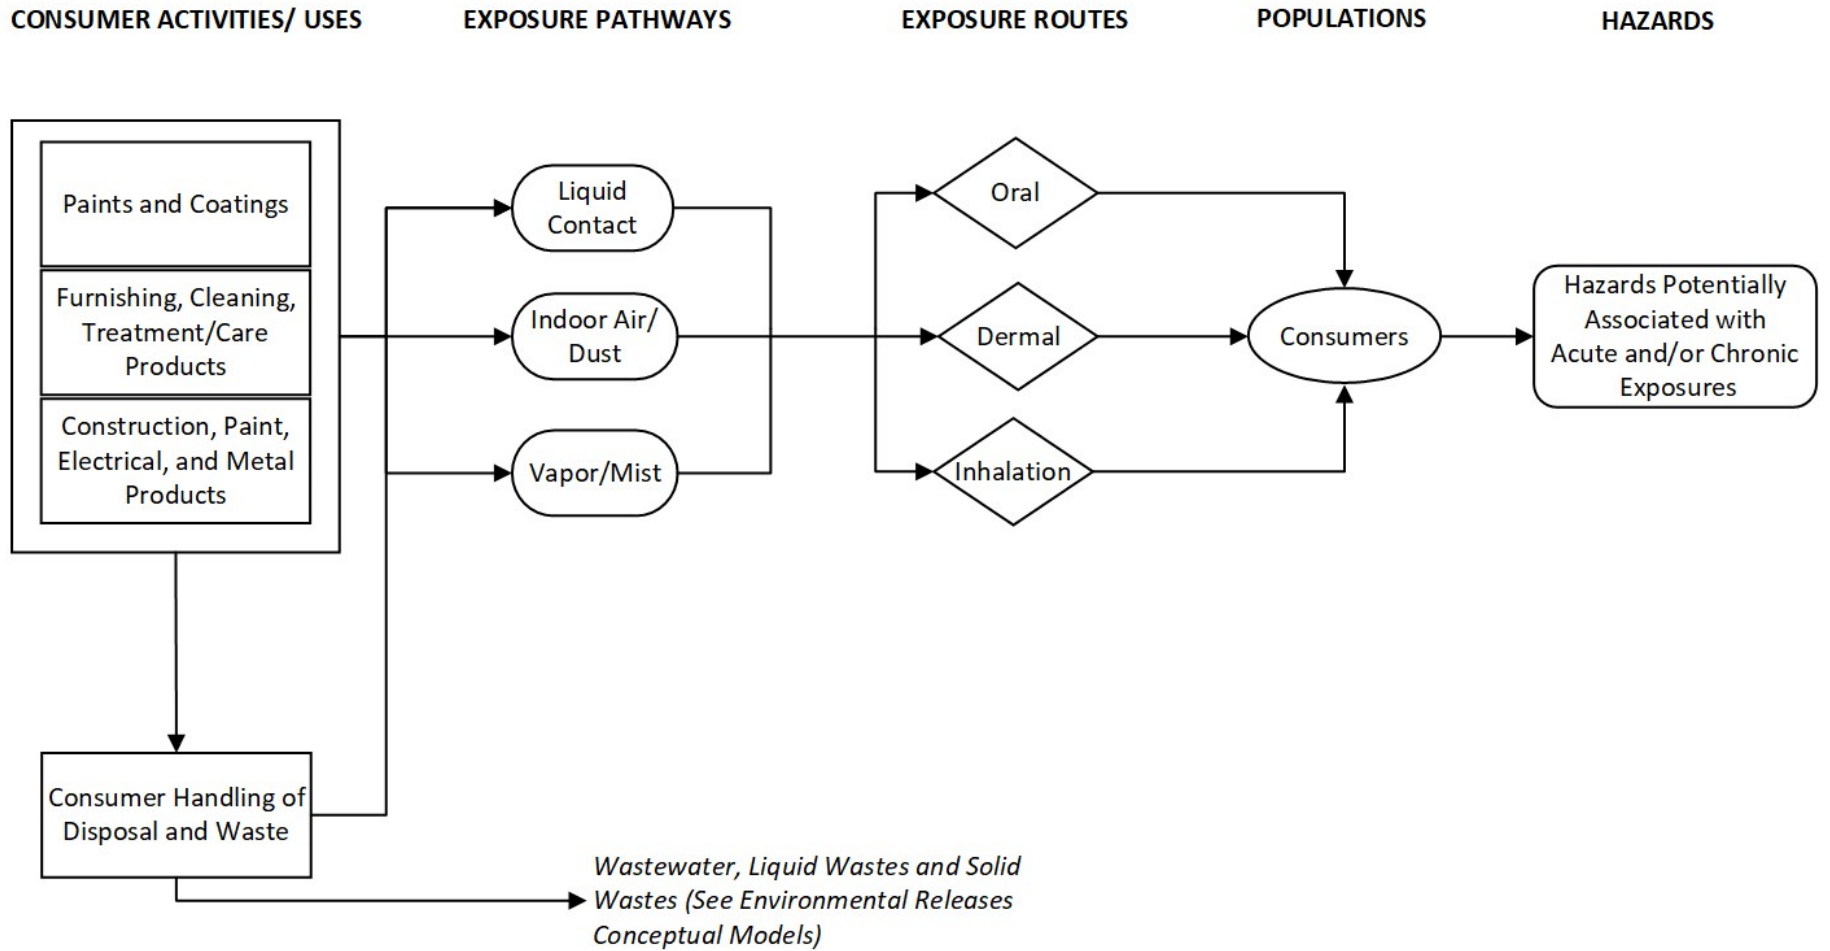 CONSUMER ACTIVITIES/ USES
EXPOSURE PATHWAYS
EXPOSURE ROUTES
POPULATIONS
HAZARDS
Paints and Coatings
Furnishing, Cleaning,
Treatment/Care
Products
Construction, Paint,
Electrical, and Metal
Products
Liquid
Contact
Indoor Air/
Dust
Vapor/Mist
Oral
Dermal
Inhalation
Consumers
Hazards Potentially
Associated with
Acute and/or Chronic
Exposures
Consumer Handling of
Disposal and Waste
Wastewater, Liquid Wastes and Solid
Wastes (See Environmental Releases
Conceptual Models)